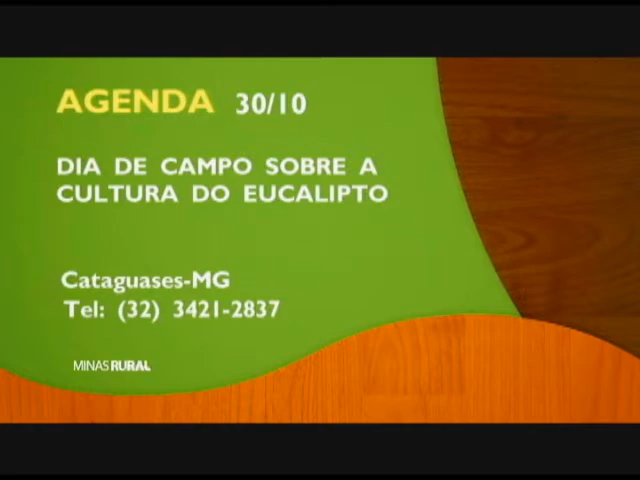 AGENDA 30/10
DIA DE CAMPO SOBRE A
CULTURA DO EUCALIPTO
Cataguases-MG
Tel: (32) 3421-2837
MINAS RURAL